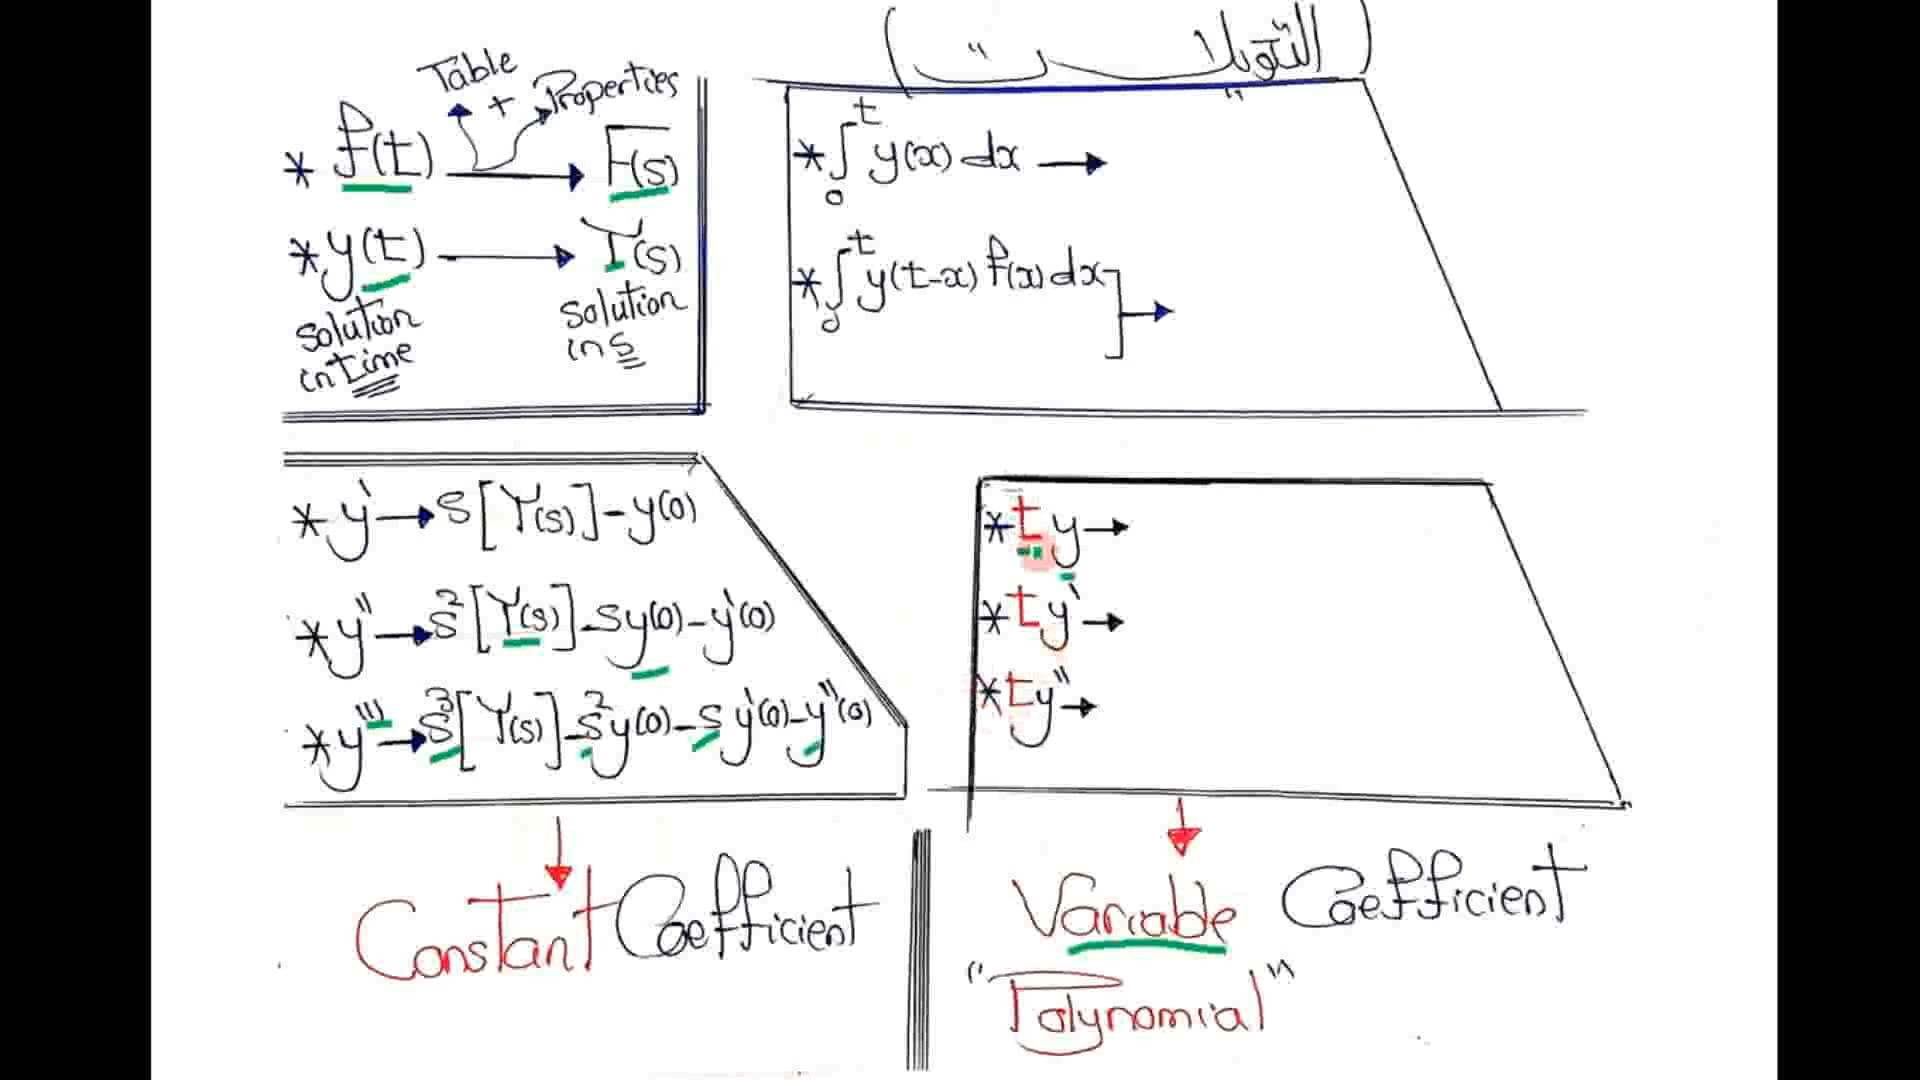 (التحويلات)
Table + Properties
* f(t) → F(s)
* y(t) → Y(s)
solution in time
solution in s
* ∫₀ᵗ y(x) dx →
* ∫₀ᵗ y(t-x) f(x) dx →
* y' → s[Y(s)] - y(0)
* y'' → s²[Y(s)] - sy(0) - y'(0)
* y''' → s³[Y(s)] - s²y(0) - sy'(0) - y''(0)
Constant Coefficient
* ty →
* ty' →
* ty'' →
Variable Coefficient
"Polynomial"